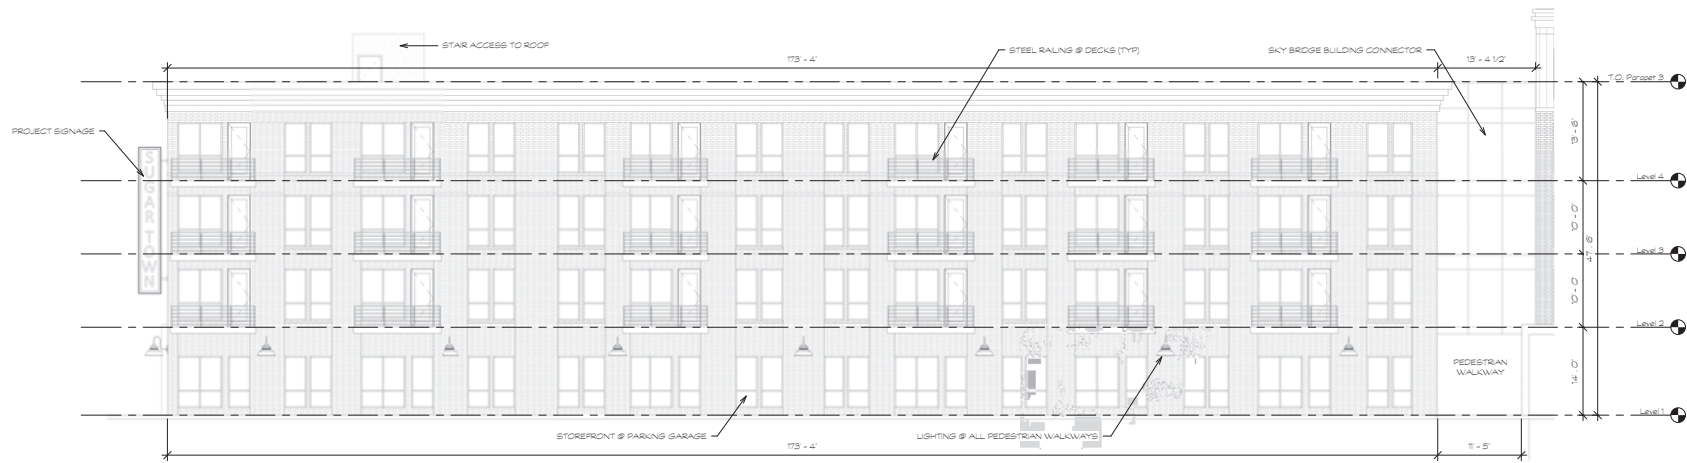 STAIR ACCESS TO ROOF
STEEL RAILING @ DECKS (TYP)
SKY BRIDGE BUILDING CONNECTOR
173' - 4"
13' - 4 1/2"
T.O. Parapet 3
PROJECT SIGNAGE
SUGAR TOWN
13' - 6"
Level 4
10' - 0"
Level 3
47' - 6"
10' - 0"
Level 2
PEDESTRIAN
WALKWAY
14' - 0"
Level 1
STOREFRONT @ PARKING GARAGE
LIGHTING @ ALL PEDESTRIAN WALKWAYS
173' - 4"
11' - 5"